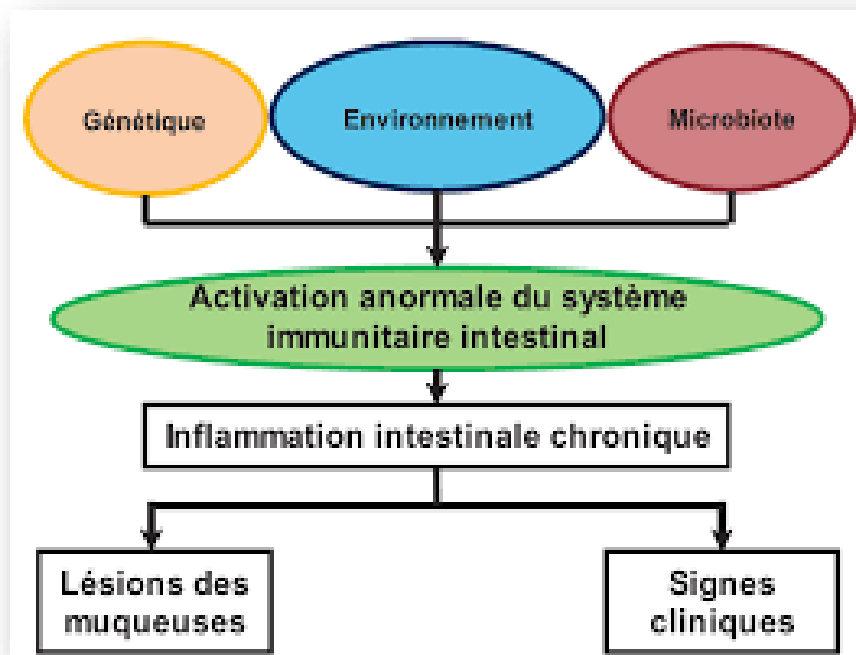 Génétique
Environnement
Microbiote
Activation anormale du système
immunitaire intestinal
Inflammation intestinale chronique
Lésions des
muqueuses
Signes
cliniques